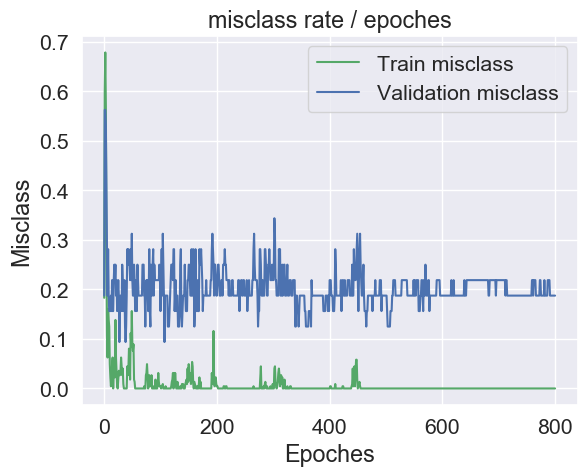 misclass rate / epoches
Train misclass
Validation misclass
0.7
0.6
0.5
0.4
0.3
0.2
0.1
0.0
Misclass
0
200
400
600
800
Epoches